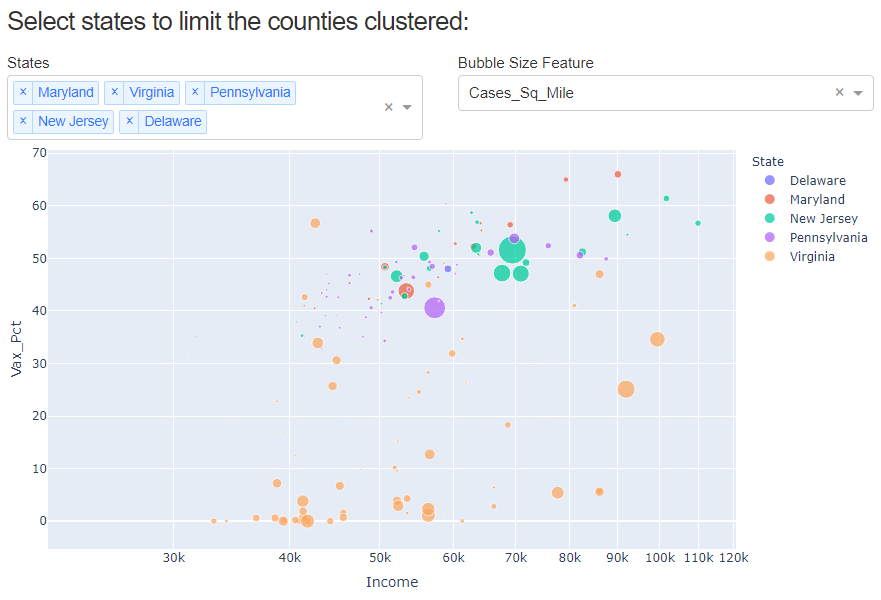 Select states to limit the counties clustered:
States
Bubble Size Feature
× Maryland × Virginia × Pennsylvania
× New Jersey × Delaware
×
Cases_Sq_Mile ×
State
Delaware
Maryland
New Jersey
Pennsylvania
Virginia
Vax_Pct
70
60
50
40
30
20
10
0
30k 40k 50k 60k 70k 80k 90k 100k 110k 120k
Income